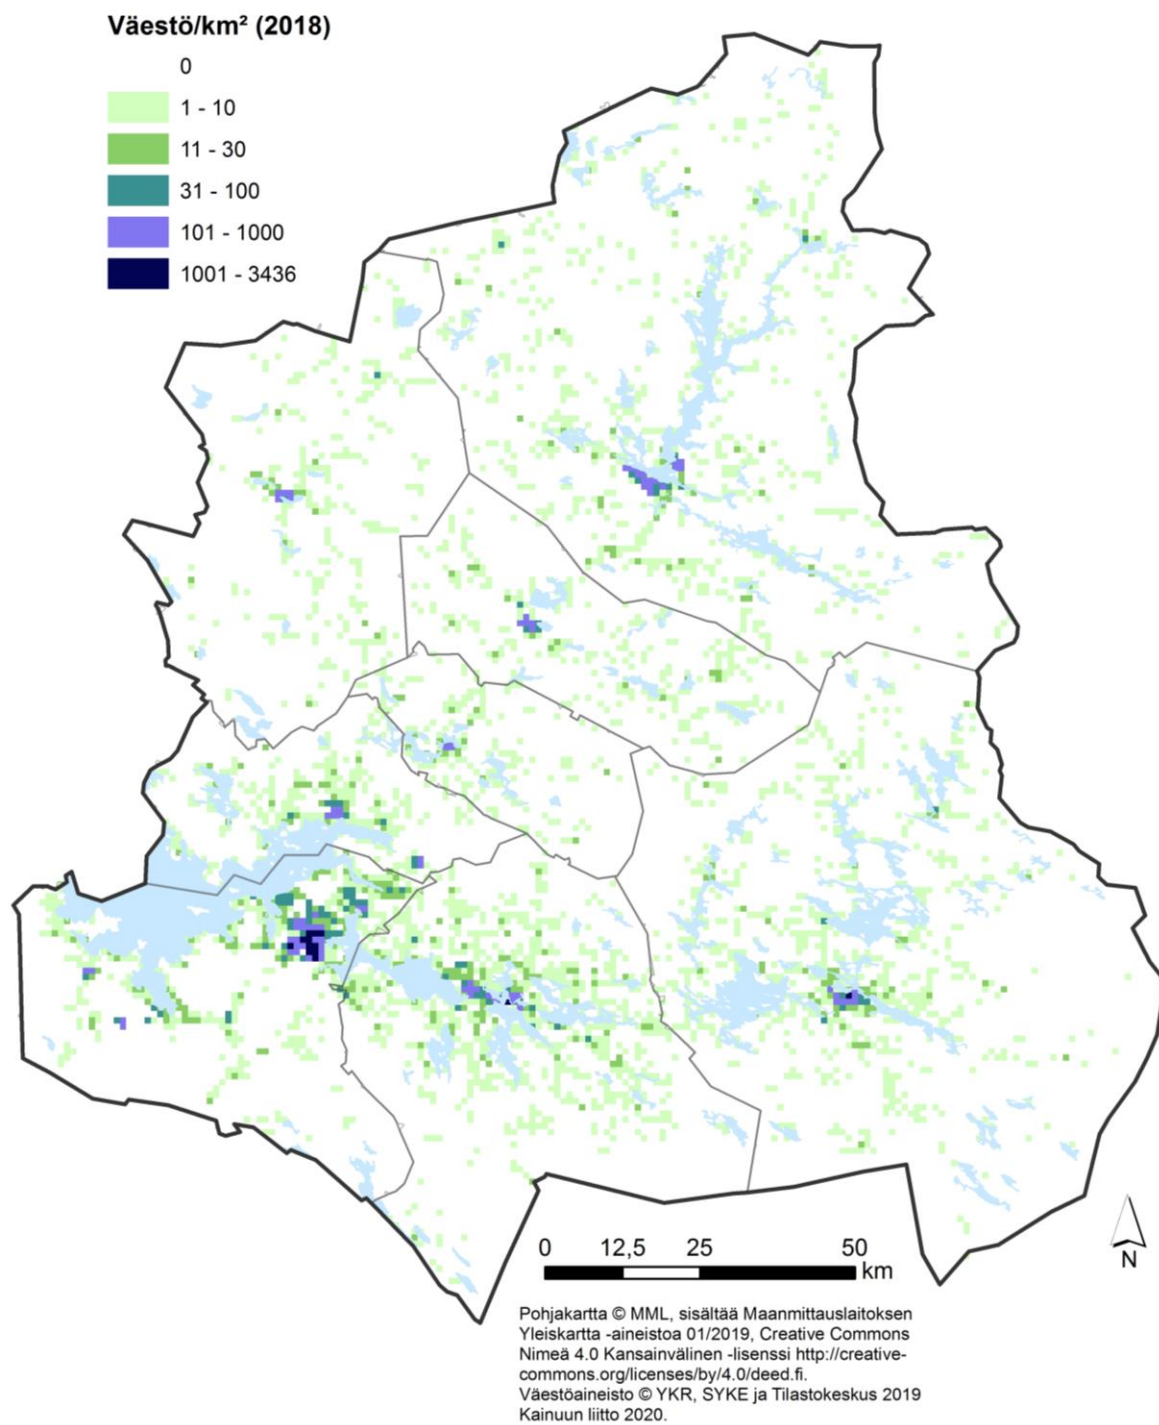 Väestö/km² (2018)
0
1 - 10
11 - 30
31 - 100
101 - 1000
1001 - 3436
0 12,5 25 50
km
N
Pohjakartta © MML, sisältää Maanmittauslaitoksen
Yleiskartta -aineistoa 01/2019, Creative Commons
Nimeä 4.0 Kansainvälinen -lisenssi http://creative-
commons.org/licenses/by/4.0/deed.fi.
Väestöaineisto © YKR, SYKE ja Tilastokeskus 2019
Kainuun liitto 2020.